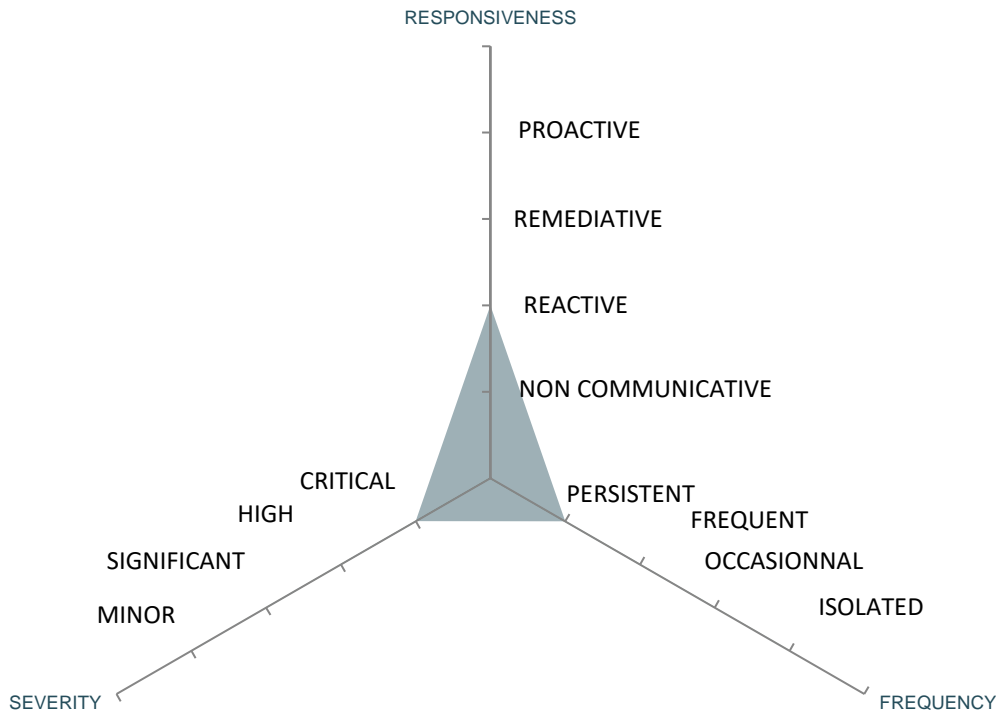 RESPONSIVENESS
PROACTIVE
REMEDIATIVE
REACTIVE
NON COMMUNICATIVE
CRITICAL
PERSISTENT
HIGH
FREQUENT
SIGNIFICANT
OCCASIONNAL
MINOR
ISOLATED
SEVERITY
FREQUENCY